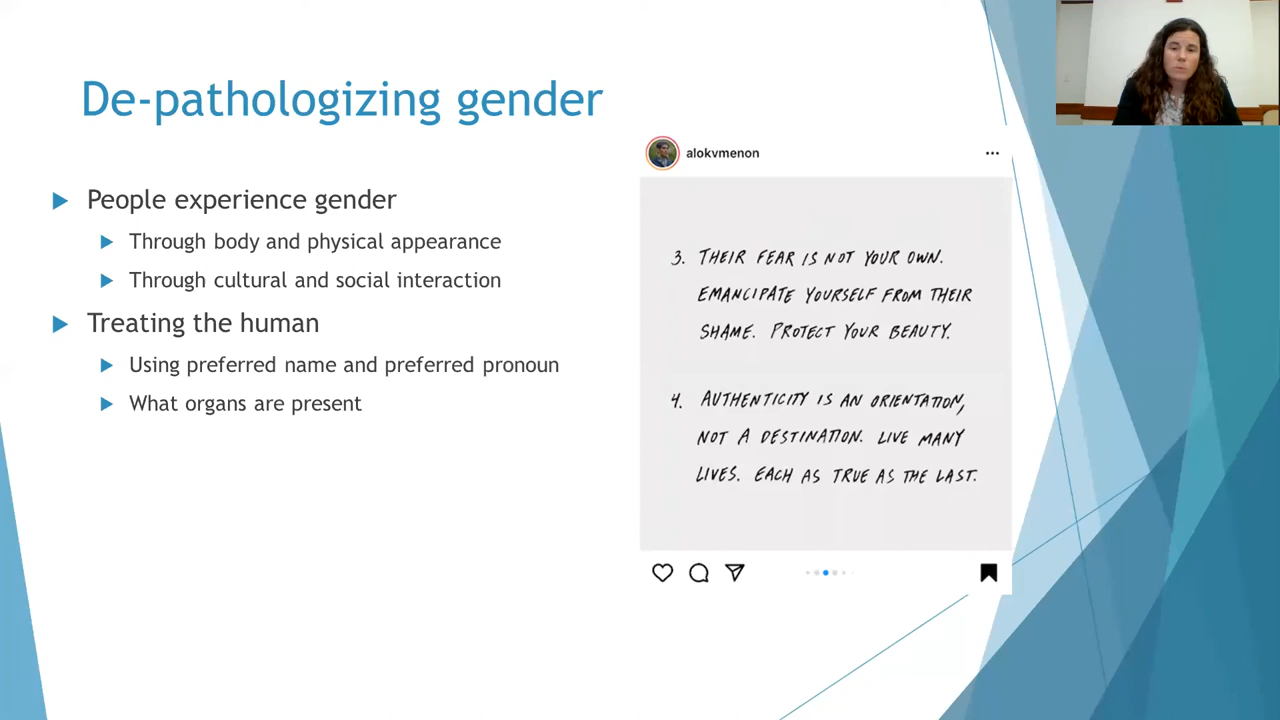 De-pathologizing gender
People experience gender
Through body and physical appearance
Through cultural and social interaction
Treating the human
Using preferred name and preferred pronoun
What organs are present
alokvmenon
3. THEIR FEAR IS NOT YOUR OWN.
EMANCIPATE YOURSELF FROM THEIR
SHAME. PROTECT YOUR BEAUTY.
4. AUTHENTICITY IS AN ORIENTATION,
NOT A DESTINATION. LIVE MANY
LIVES. EACH AS TRUE AS THE LAST.